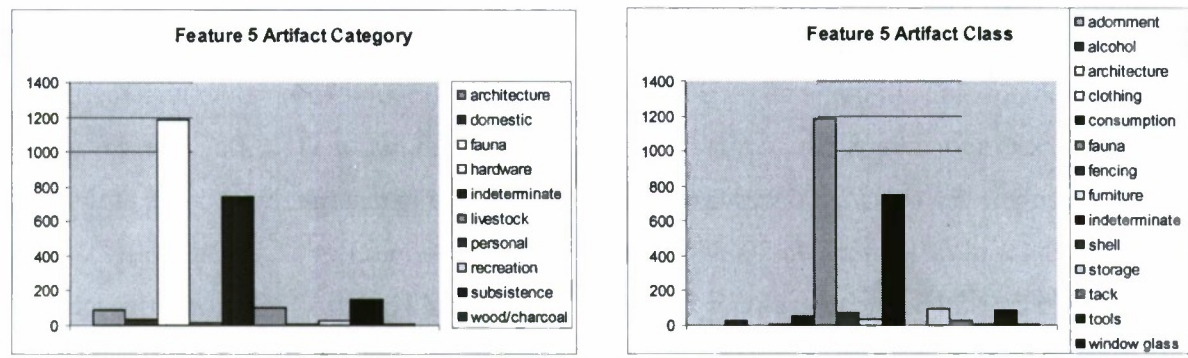 Feature 5 Artifact Category
1400
1200
1000
800
600
400
200
0
architecture
domestic
fauna
hardware
indeterminate
livestock
personal
recreation
subsistence
wood/charcoal
Feature 5 Artifact Class
1400
1200
1000
800
600
400
200
0
adornment
alcohol
architecture
clothing
consumption
fauna
fencing
furniture
indeterminate
shell
storage
tack
tools
window glass